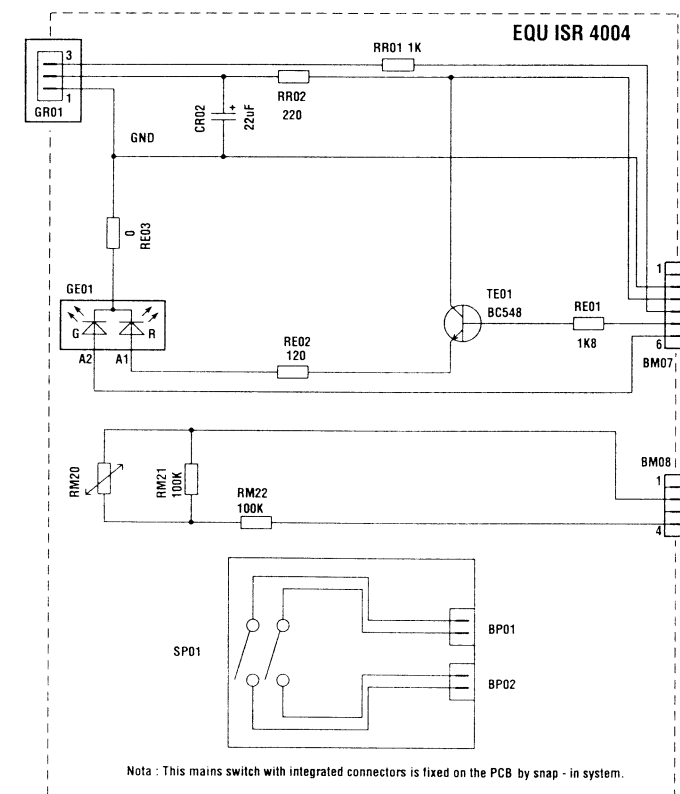 EQU ISR 4004
RR01 1K
3
1
GR01
RR02
220
CR02
+
22uF
GND
0
RE03
GE01
G
R
A2
A1
TE01
BC548
RE01
1K8
RE02
120
1
6
BM07
RM20
RM21
100K
RM22
100K
BM08
1
4
SP01
BP01
BP02
Nota : This mains switch with integrated connectors is fixed on the PCB by snap - in system.